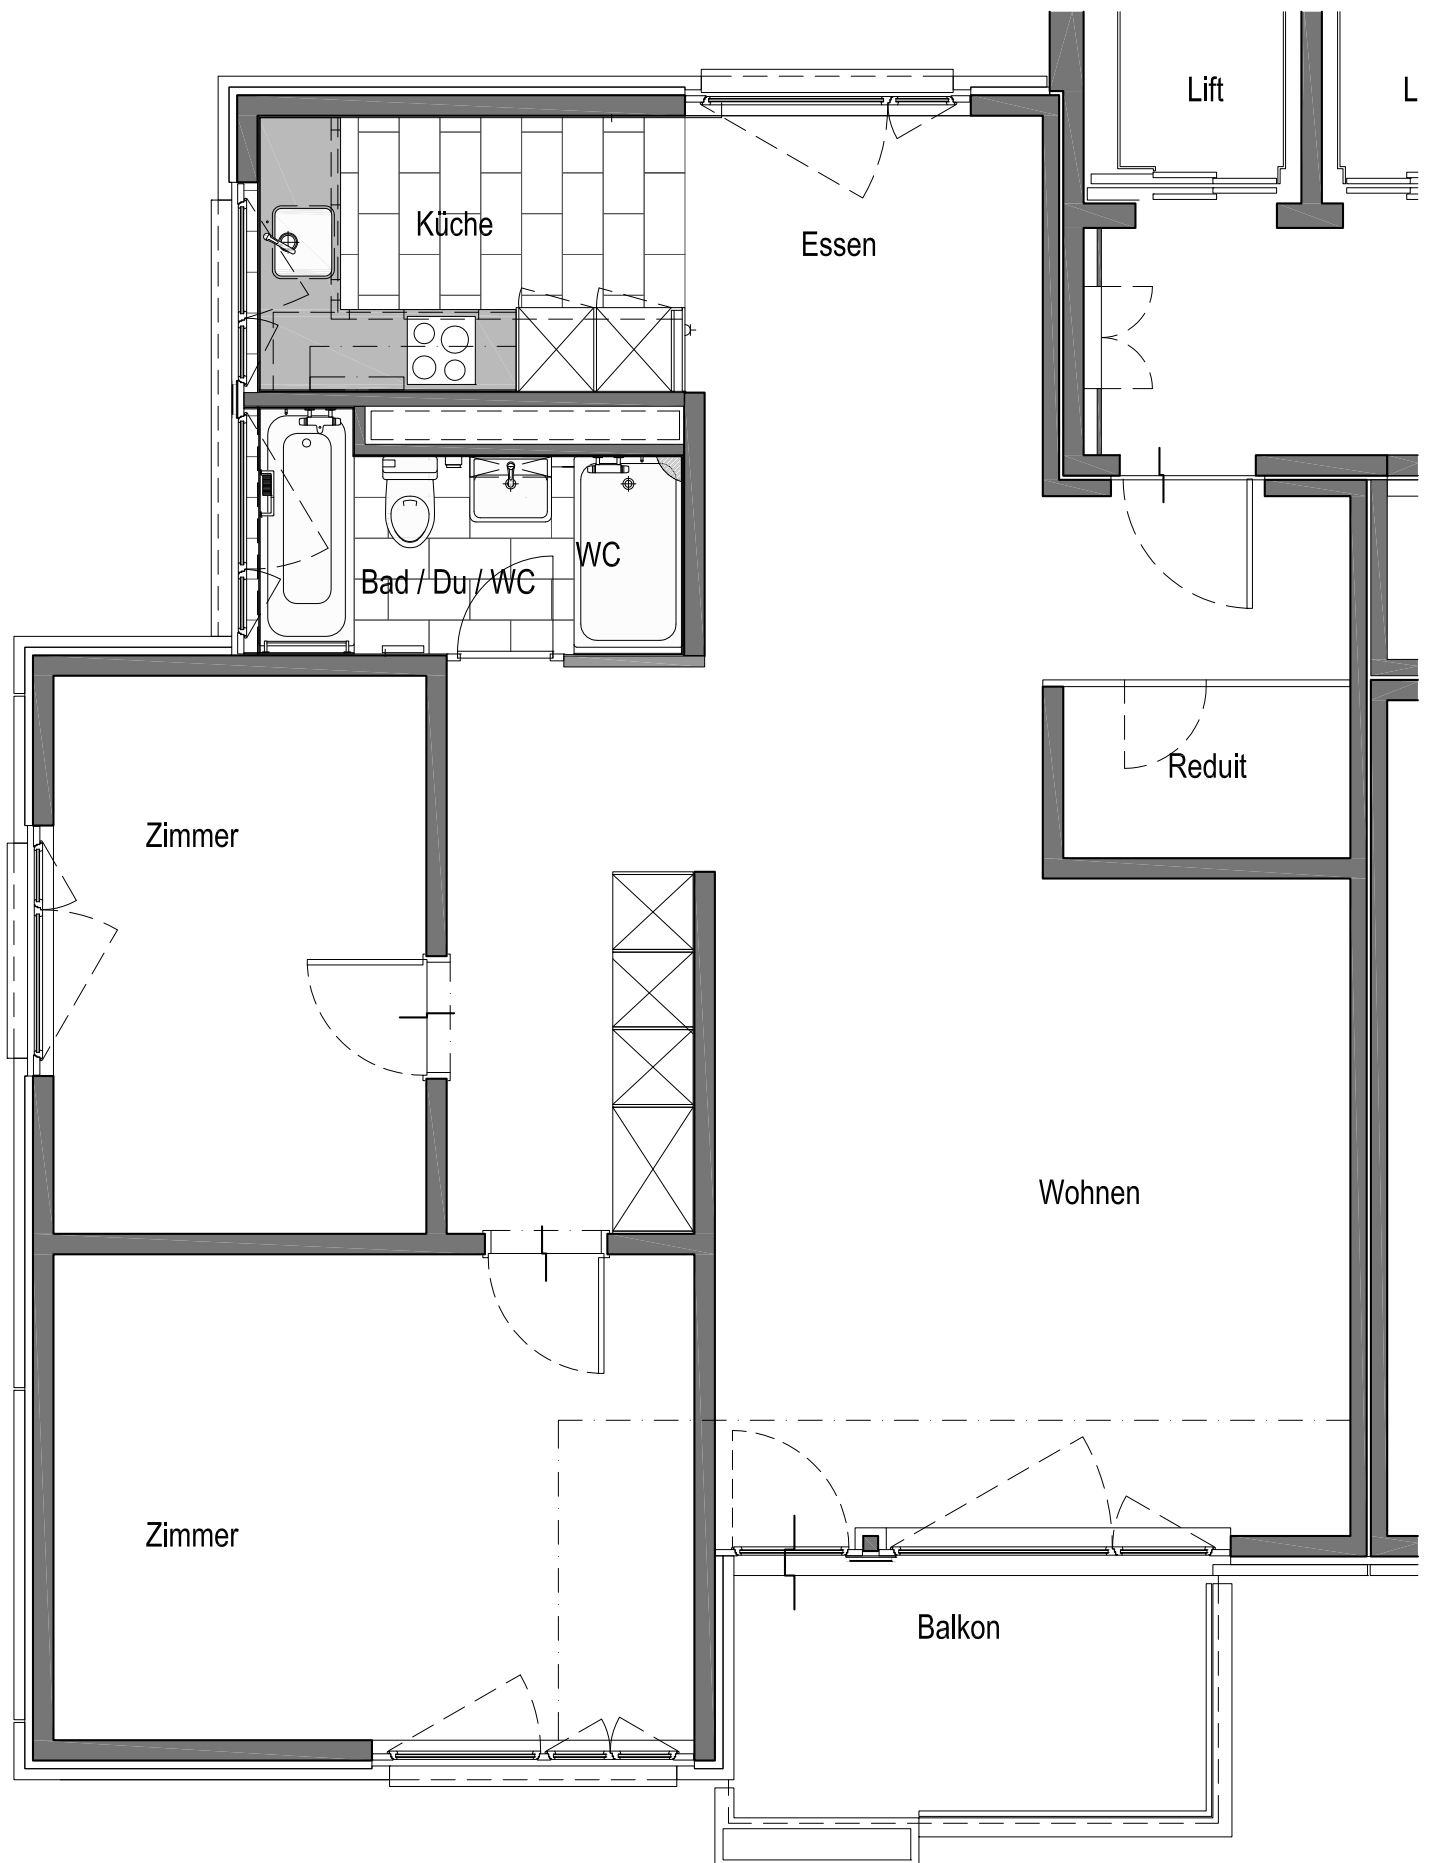 Lift
L
Küche
Essen
WC
Bad / Du / WC
Reduit
Zimmer
Wohnen
Zimmer
Balkon